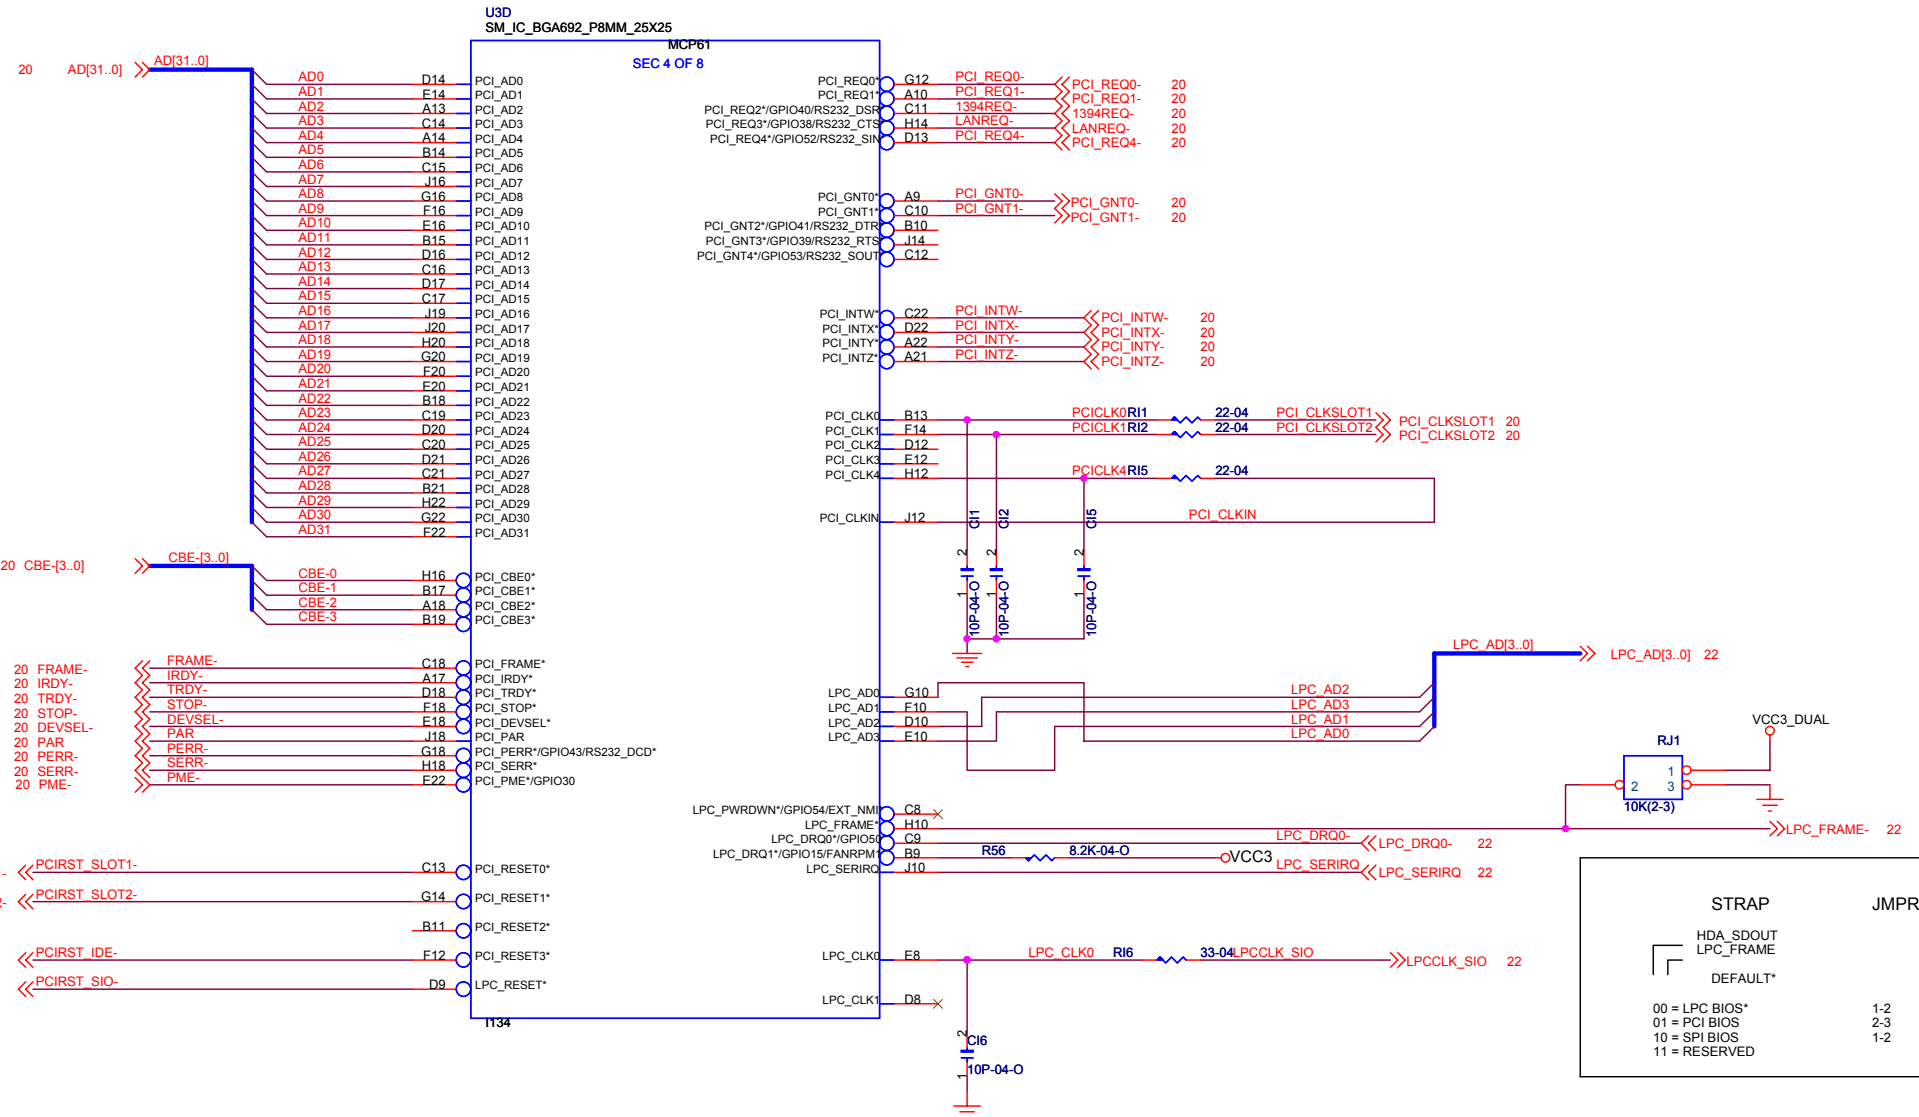 U3D
SM_IC_BGA692_P8MM_25X25
MCP61
SEC 4 OF 8
20 AD[31..0] AD[31..0]
AD0 D14 PCI_AD0
AD1 E14 PCI_AD1
AD2 A13 PCI_AD2
AD3 C14 PCI_AD3
AD4 A14 PCI_AD4
AD5 B14 PCI_AD5
AD6 C15 PCI_AD6
AD7 J16 PCI_AD7
AD8 G16 PCI_AD8
AD9 F16 PCI_AD9
AD10 E16 PCI_AD10
AD11 B15 PCI_AD11
AD12 D16 PCI_AD12
AD13 C16 PCI_AD13
AD14 D17 PCI_AD14
AD15 C17 PCI_AD15
AD16 J19 PCI_AD16
AD17 J20 PCI_AD17
AD18 H20 PCI_AD18
AD19 G20 PCI_AD19
AD20 F20 PCI_AD20
AD21 E20 PCI_AD21
AD22 B18 PCI_AD22
AD23 C19 PCI_AD23
AD24 D20 PCI_AD24
AD25 C20 PCI_AD25
AD26 D21 PCI_AD26
AD27 C21 PCI_AD27
AD28 B21 PCI_AD28
AD29 H22 PCI_AD29
AD30 G22 PCI_AD30
AD31 F22 PCI_AD31
20 CBE-[3..0] CBE-[3..0]
CBE-0 H16 PCI_CBE0*
CBE-1 B17 PCI_CBE1*
CBE-2 A18 PCI_CBE2*
CBE-3 B19 PCI_CBE3*
20 FRAME- FRAME- C18 PCI_FRAME*
20 IRDY- IRDY- A17 PCI_IRDY*
20 TRDY- TRDY- D18 PCI_TRDY*
20 STOP- STOP- F18 PCI_STOP*
20 DEVSEL- DEVSEL- E18 PCI_DEVSEL*
20 PAR PAR J18 PCI_PAR
20 PERR- PERR- G18 PCI_PERR*/GPIO43/RS232_DCD*
20 SERR- SERR- H18 PCI_SERR*
20 PME- PME- E22 PCI_PME*/GPIO30
1- PCIRST_SLOT1- C13 PCI_RESET0*
2- PCIRST_SLOT2- G14 PCI_RESET1*
B11 PCI_RESET2*
PCIRST_IDE- F12 PCI_RESET3*
PCIRST_SIO- D9 LPC_RESET*
I134
PCI_REQ0* G12 PCI_REQ0- PCI_REQ0- 20
PCI_REQ1* A10 PCI_REQ1- PCI_REQ1- 20
PCI_REQ2*/GPIO40/RS232_DSR C11 1394REQ- 1394REQ- 20
PCI_REQ3*/GPIO38/RS232_CTS H14 LANREQ- LANREQ- 20
PCI_REQ4*/GPIO52/RS232_SIN D13 PCI_REQ4- PCI_REQ4- 20
PCI_GNT0* A9 PCI_GNT0- PCI_GNT0- 20
PCI_GNT1* C10 PCI_GNT1- PCI_GNT1- 20
PCI_GNT2*/GPIO41/RS232_DTR B10
PCI_GNT3*/GPIO39/RS232_RTS J14
PCI_GNT4*/GPIO53/RS232_SOUT C12
PCI_INTW* C22 PCI_INTW- PCI_INTW- 20
PCI_INTX* D22 PCI_INTX- PCI_INTX- 20
PCI_INTY* A22 PCI_INTY- PCI_INTY- 20
PCI_INTZ* A21 PCI_INTZ- PCI_INTZ- 20
PCI_CLK0 B13 PCICLK0 RI1 22-04 PCI_CLKSLOT1 PCI_CLKSLOT1 20
PCI_CLK1 F14 PCICLK1 RI2 22-04 PCI_CLKSLOT2 PCI_CLKSLOT2 20
PCI_CLK2 D12
PCI_CLK3 E12
PCI_CLK4 H12 PCICLK4 RI5 22-04
PCI_CLKIN J12 PCI_CLKIN
CI1 2 1 10P-04-O
CI2 2 1 10P-04-O
CI5 2 1 10P-04-O
LPC_AD[3..0] LPC_AD[3..0] 22
LPC_AD0 G10 LPC_AD2
LPC_AD1 F10 LPC_AD3
LPC_AD2 D10 LPC_AD1
LPC_AD3 E10 LPC_AD0
VCC3_DUAL
RJ1
1
2 3
10K(2-3)
LPC_PWRDWN*/GPIO54/EXT_NMI C8
LPC_FRAME* H10 LPC_FRAME- 22
LPC_DRQ0*/GPIO50 C9 LPC_DRQ0- LPC_DRQ0- 22
LPC_DRQ1*/GPIO15/FANRPM1 B9 R56 8.2K-04-O VCC3
LPC_SERIRQ J10 LPC_SERIRQ LPC_SERIRQ 22
LPC_CLK0 E8 LPC_CLK0 RI6 33-04 LPCCLK_SIO LPCCLK_SIO 22
LPC_CLK1 D8
2 CI6
1 10P-04-O
STRAP JMPR
HDA_SDOUT
LPC_FRAME
DEFAULT*
00 = LPC BIOS* 1-2
01 = PCI BIOS 2-3
10 = SPI BIOS 1-2
11 = RESERVED